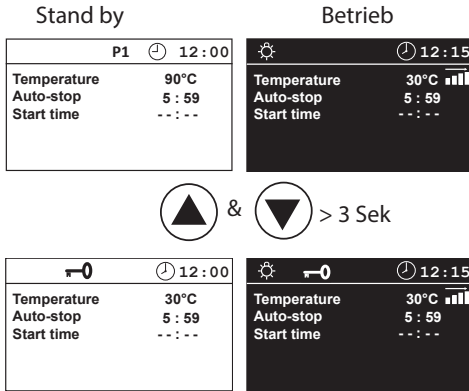 Stand by Betrieb
P1 12:00 12:15
Temperature 90°C Temperature 30°C
Auto-stop 5 : 59 Auto-stop 5 : 59
Start time - - : - - Start time - - : - -
& > 3 Sek
12:00 12:15
Temperature 30°C Temperature 30°C
Auto-stop 5 : 59 Auto-stop 5 : 59
Start time - - : - - Start time - - : - -